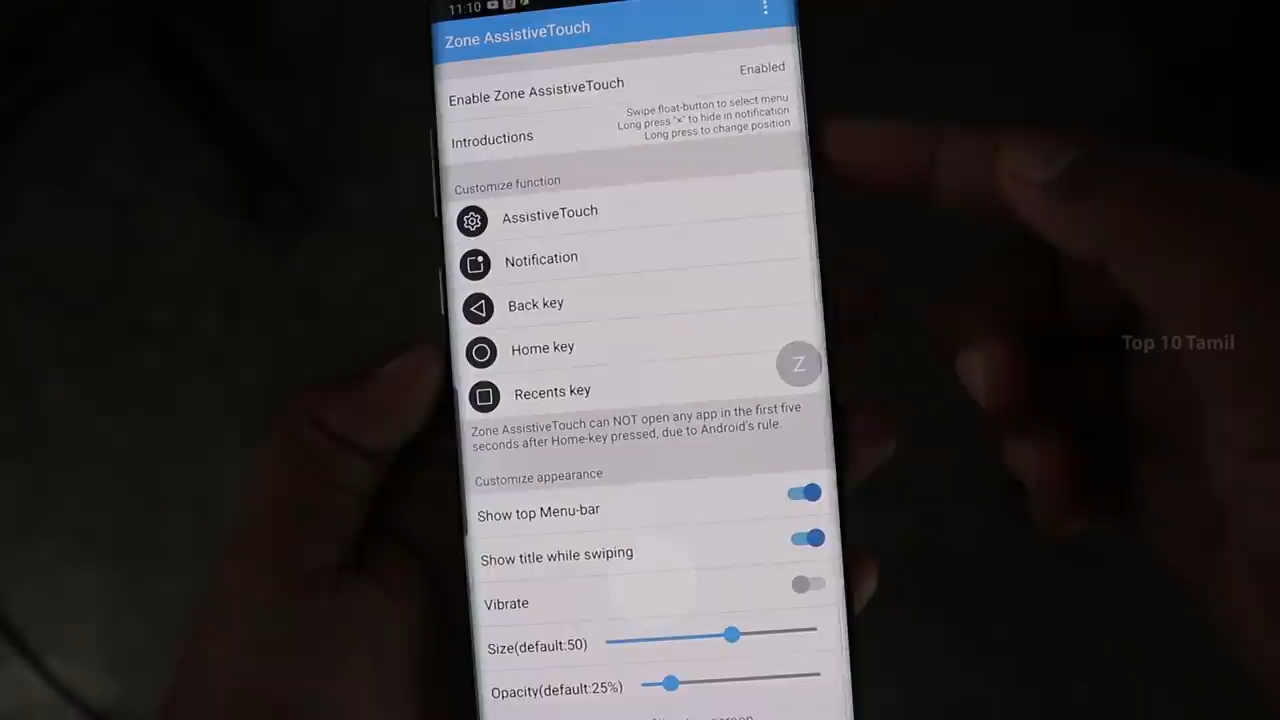 11:10
Zone AssistiveTouch
Enable Zone AssistiveTouch
Enabled
Introductions
Swipe float-button to select menu
Long press "×" to hide in notification
Long press to change position
Customize function
AssistiveTouch
Notification
Back key
Home key
Z
Recents key
Zone AssistiveTouch can NOT open any app in the first five
seconds after Home-key pressed, due to Android's rule.
Customize appearance
Show top Menu-bar
Show title while swiping
Vibrate
Size(default:50)
Opacity(default:25%)
Top 10 Tamil